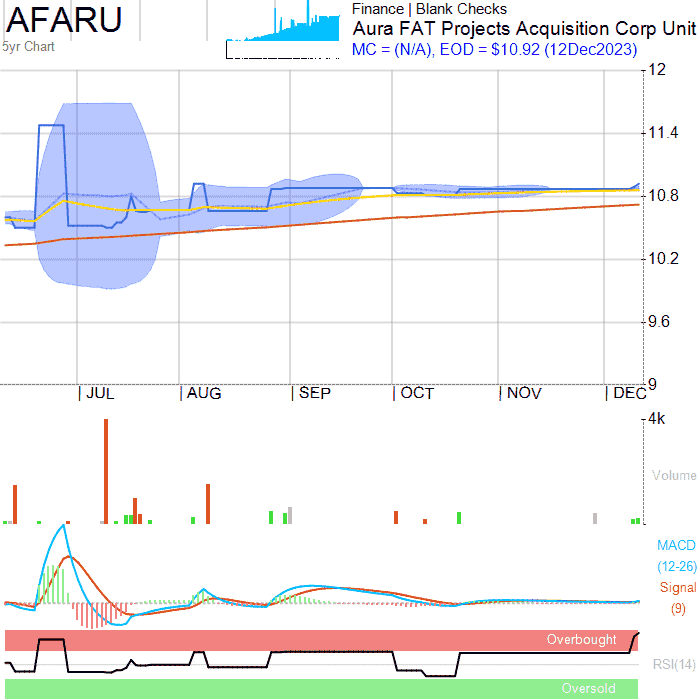 AFARU
5yr Chart
Finance | Blank Checks
Aura FAT Projects Acquisition Corp Unit
MC = (N/A), EOD = $10.92 (12Dec2023)
12
11.4
10.8
10.2
9.6
9
| JUL | AUG | SEP | OCT | NOV | DEC
4k
Volume
MACD
(12-26)
Signal
(9)
Overbought
RSI(14)
Oversold